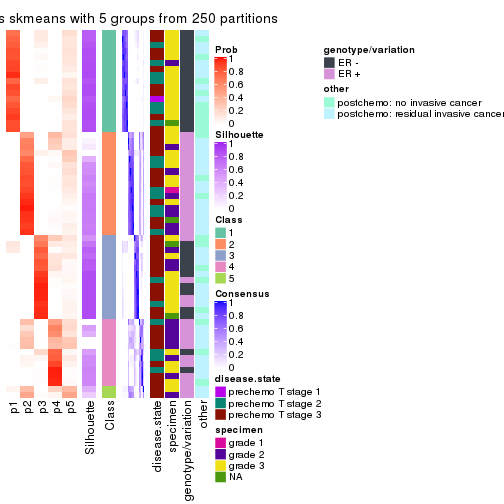 s skmeans with 5 groups from 250 partitions
Prob
1
0.8
0.6
0.4
0.2
0
Silhouette
1
0.8
0.6
0.4
0.2
0
Class
1
2
3
4
5
Consensus
1
0.8
0.6
0.4
0.2
0
disease.state
prechemo T stage 1
prechemo T stage 2
prechemo T stage 3
specimen
grade 1
grade 2
grade 3
NA
genotype/variation
ER -
ER +
other
postchemo: no invasive cancer
postchemo: residual invasive cancer
p1
p2
p3
p4
p5
Silhouette
Class
disease.state
specimen
genotype/variation
other